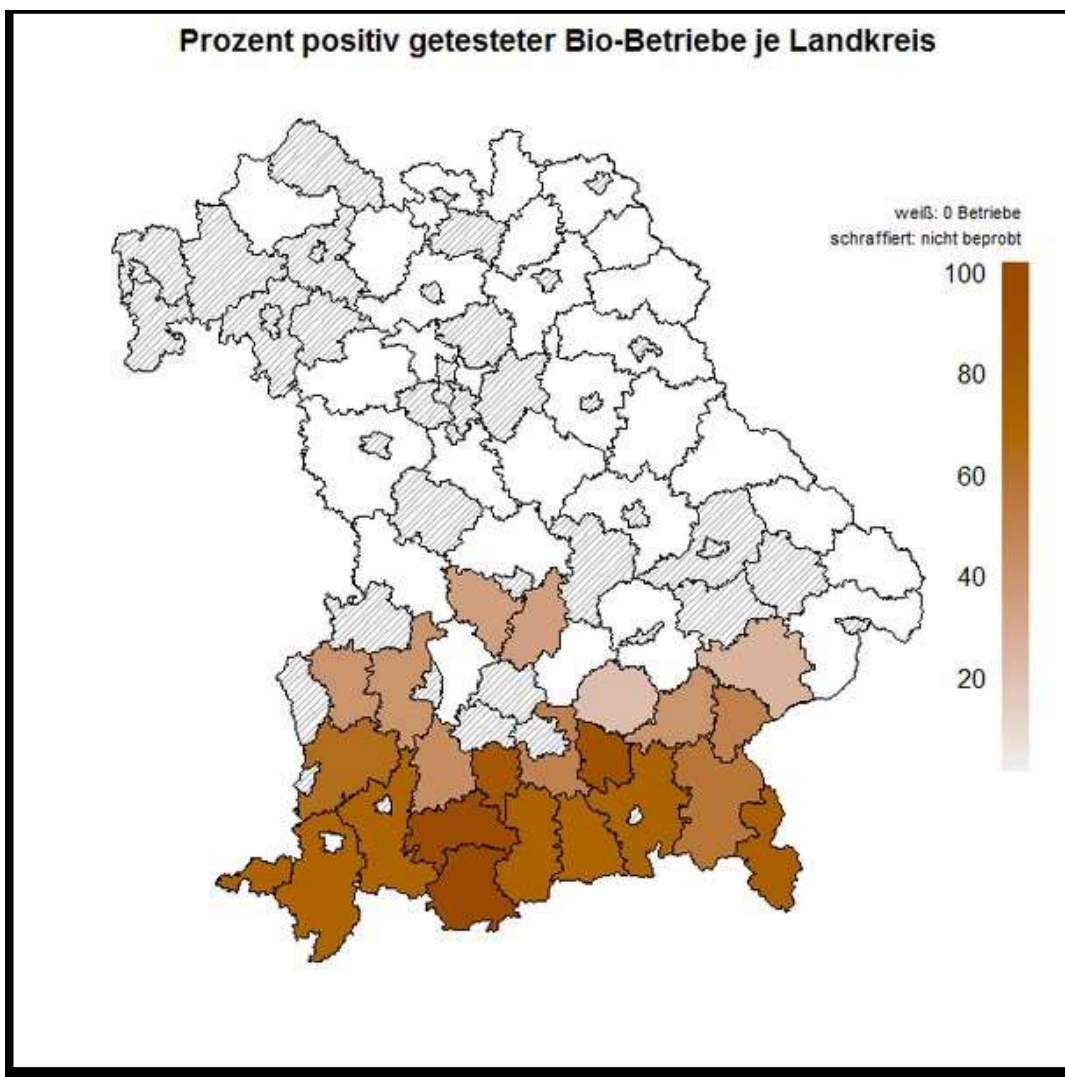 Prozent positiv getesteter Bio-Betriebe je Landkreis
weiß: 0 Betriebe
schraffiert: nicht beprobt
100
80
60
40
20